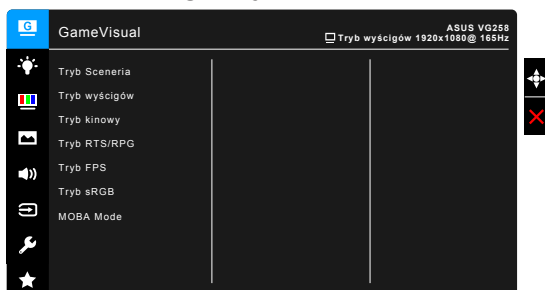 G
GameVisual
ASUS VG258
Tryb wyścigów 1920x1080@ 165Hz
Tryb Sceneria
Tryb wyścigów
Tryb kinowy
Tryb RTS/RPG
Tryb FPS
Tryb sRGB
MOBA Mode